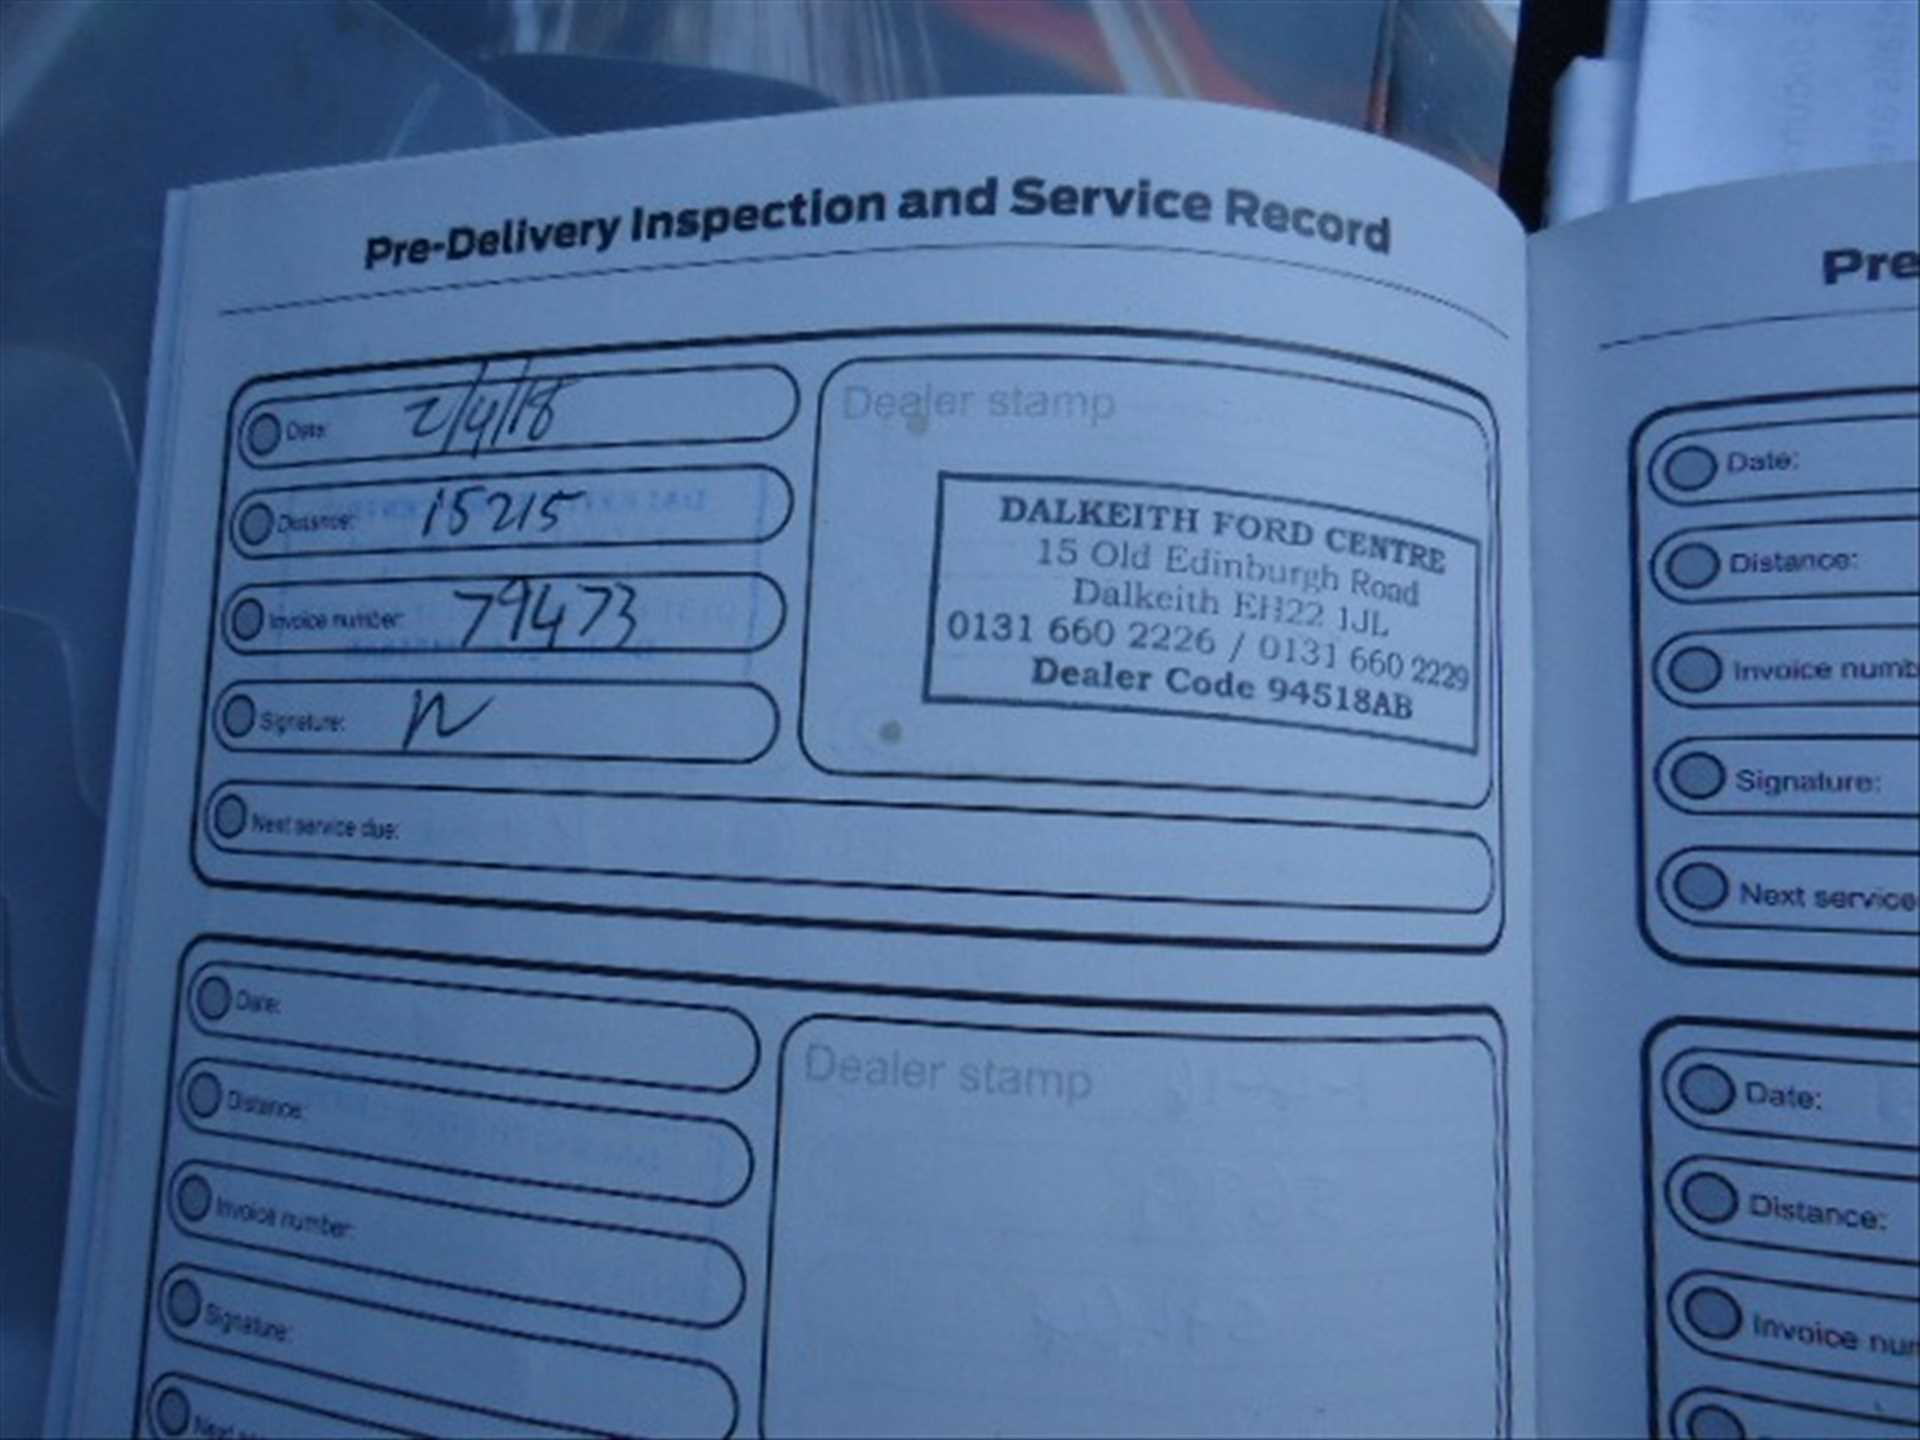 Pre-Delivery Inspection and Service Record
Date: 2/4/18
Distance: 15215
Invoice number: 79473
Signature:
Next service due:
Dealer stamp
DALKEITH FORD CENTRE
15 Old Edinburgh Road
Dalkeith EH22 1JL
0131 660 2226 / 0131 660 2229
Dealer Code 94518AB
Date:
Distance:
Invoice number:
Signature:
Next
Dealer stamp
Pre
Date:
Distance:
Invoice numb
Signature:
Next service
Date:
Distance:
Invoice num